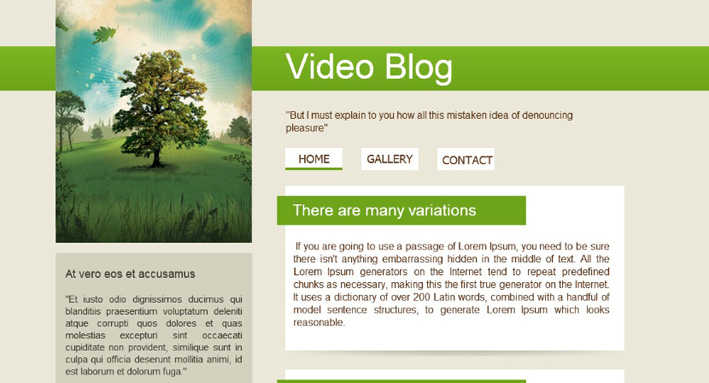 Video Blog
"But I must explain to you how all this mistaken idea of denouncing
pleasure"
HOME GALLERY CONTACT
There are many variations
If you are going to use a passage of Lorem Ipsum, you need to be sure
there isn't anything embarrassing hidden in the middle of text. All the
Lorem Ipsum generators on the Internet tend to repeat predefined
chunks as necessary, making this the first true generator on the Internet.
It uses a dictionary of over 200 Latin words, combined with a handful of
model sentence structures, to generate Lorem Ipsum which looks
reasonable.
At vero eos et accusamus
"Et iusto odio dignissimos ducimus qui
blanditiis praesentium voluptatum deleniti
atque corrupti quos dolores et quas
molestias excepturi sint occaecati
cupiditate non provident, similique sunt in
culpa qui officia deserunt mollitia animi, id
est laborum et dolorum fuga."